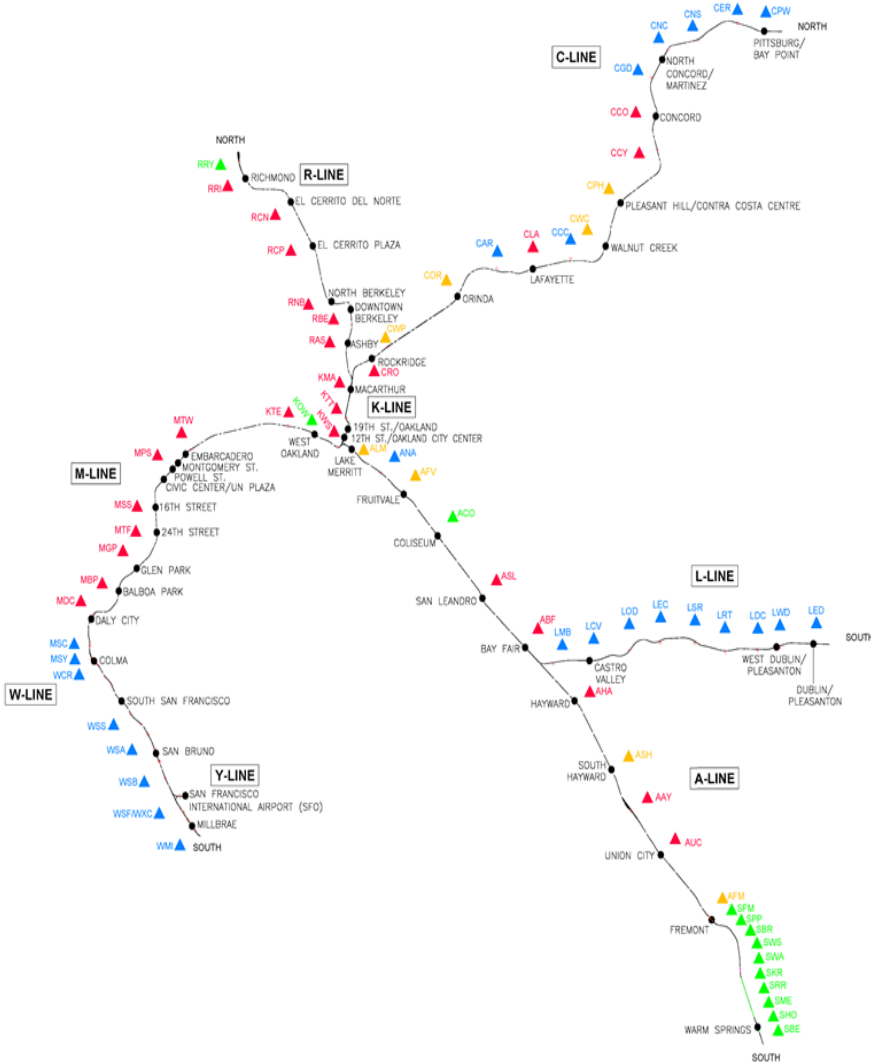 CPW
CER
CNS
CNC
NORTH
PITTSBURG/
BAY POINT
C-LINE
CGD
NORTH
CONCORD/
MARTINEZ
CCO
CONCORD
CCY
NORTH
RRY
RICHMOND
R-LINE
RRI
EL CERRITO DEL NORTE
RCN
EL CERRITO PLAZA
RCP
CPH
PLEASANT HILL/CONTRA COSTA CENTRE
CWC
CCC
CLA
CAR
WALNUT CREEK
LAFAYETTE
COR
ORINDA
NORTH BERKELEY
RNB
DOWNTOWN
BERKELEY
RBE
CWP
RAS
ASHBY
ROCKRIDGE
CRO
KMA
MACARTHUR
KTT
K-LINE
KTE
KOW
KWS
19TH ST./OAKLAND
12TH ST./OAKLAND CITY CENTER
WEST
OAKLAND
LAKE
MERRITT
ALM
ANA
AFV
FRUITVALE
MTW
MPS
EMBARCADERO
MONTGOMERY ST.
POWELL ST.
CIVIC CENTER/UN PLAZA
M-LINE
MSS
16TH STREET
MTF
24TH STREET
MGP
GLEN PARK
MBP
BALBOA PARK
MDC
DALY CITY
MSC
MSY
COLMA
WCR
W-LINE
SOUTH SAN FRANCISCO
WSS
WSA
SAN BRUNO
WSB
Y-LINE
SAN FRANCISCO
INTERNATIONAL AIRPORT (SFO)
WSF/WXC
MILLBRAE
WMI
SOUTH
ACO
COLISEUM
ASL
SAN LEANDRO
L-LINE
ABF
LMB
LCV
LOD
LEC
LSR
LRT
LDC
LWD
LED
SOUTH
BAY FAIR
CASTRO
VALLEY
WEST DUBLIN/
PLEASANTON
DUBLIN/
PLEASANTON
AHA
HAYWARD
ASH
SOUTH
HAYWARD
A-LINE
AAY
AUC
UNION CITY
AFM
SFM
SPP
FREMONT
SBR
SWS
SWA
SKR
SRR
SME
SHO
SBE
WARM SPRINGS
SOUTH